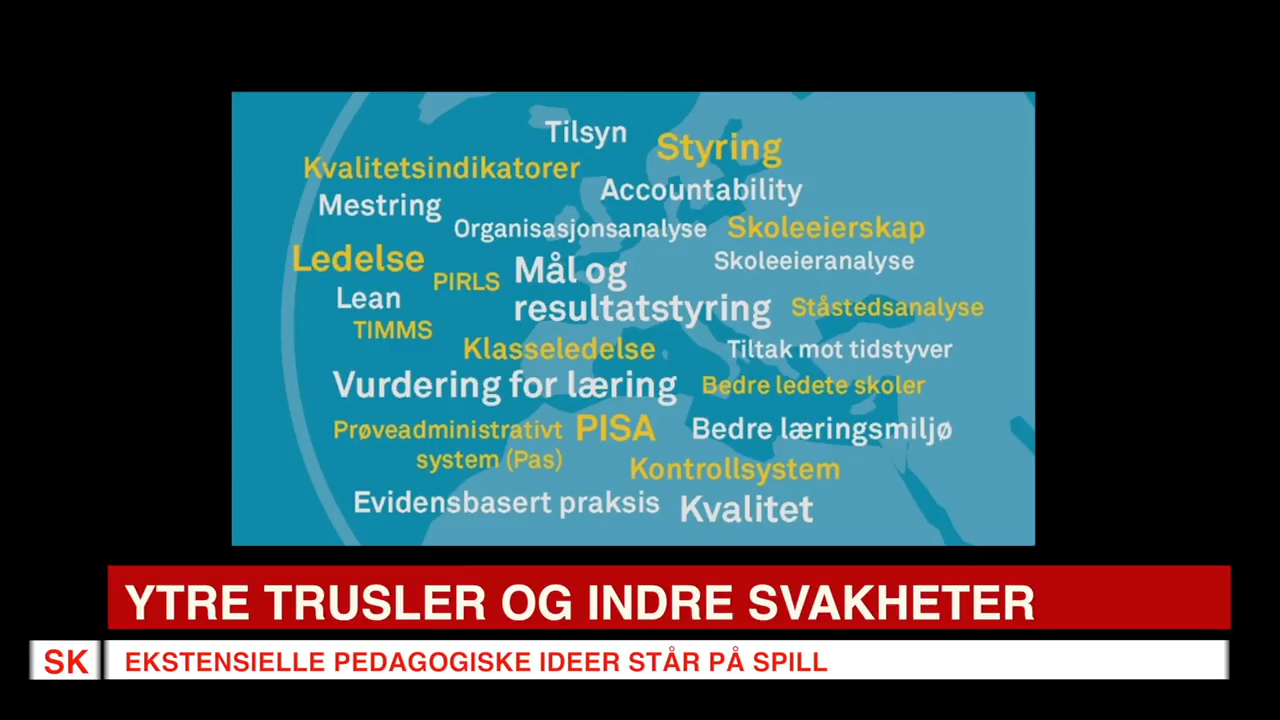 Tilsyn
Styring
Kvalitetsindikatorer
Accountability
Mestring
Organisasjonsanalyse
Skoleeierskap
Ledelse
PIRLS
Mål og
resultatstyring
Skoleeieranalyse
Lean
Ståstedsanalyse
TIMMS
Klasseledelse
Tiltak mot tidstyver
Vurdering for læring
Bedre ledete skoler
Prøveadministrativt
system (Pas)
PISA
Bedre læringsmiljø
Kontrollsystem
Evidensbasert praksis
Kvalitet
YTRE TRUSLER OG INDRE SVAKHETER
SK
EKSTENSIELLE PEDAGOGISKE IDEER STÅR PÅ SPILL